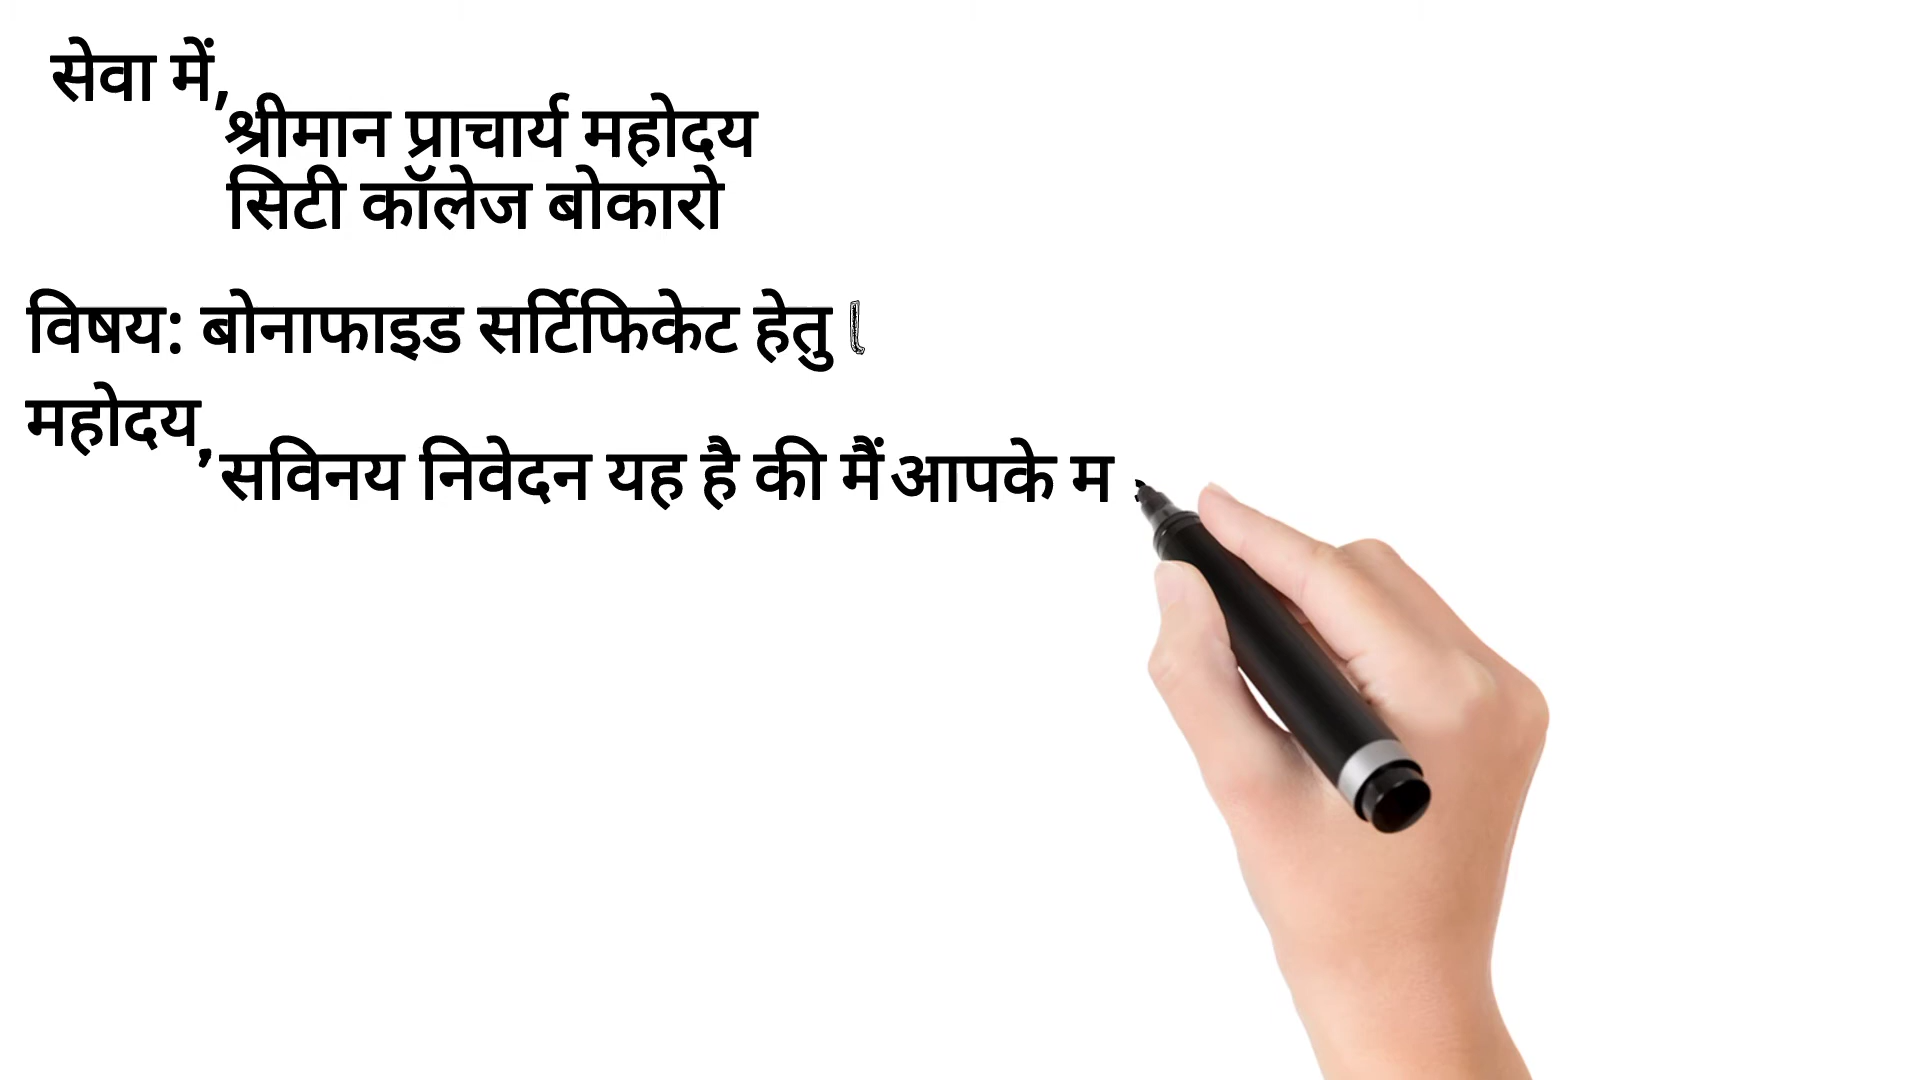 सेवा में,
श्रीमान प्राचार्य महोदय
सिटी कॉलेज बोकारो
विषय: बोनाफाइड सर्टिफिकेट हेतु l
महोदय,
सविनय निवेदन यह है की मैं आपके म